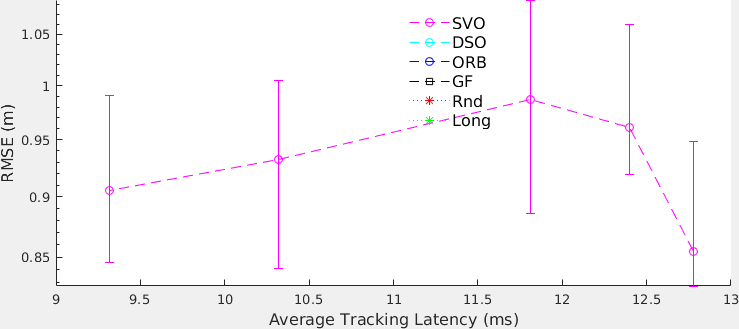 1.05
1
0.95
0.9
0.85
RMSE (m)
SVO
DSO
ORB
GF
Rnd
Long
9 9.5 10 10.5 11 11.5 12 12.5 13
Average Tracking Latency (ms)